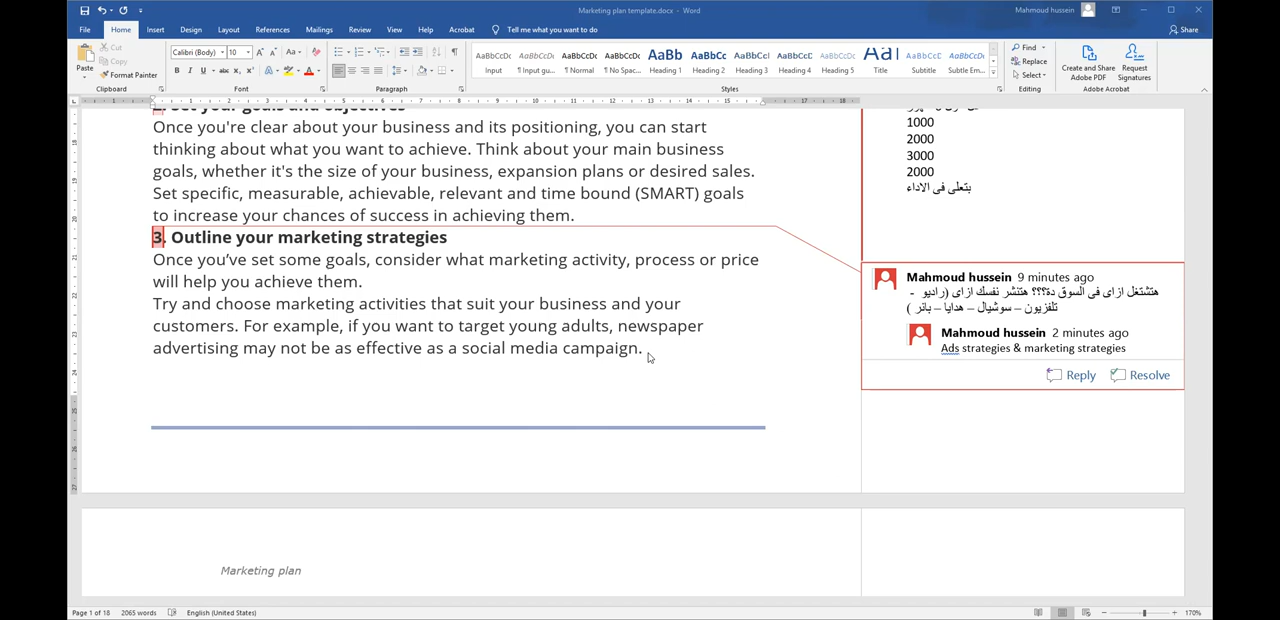 Marketing plan template.docx - Word
Mahmoud hussein
File Home Insert Design Layout References Mailings Review View Help Acrobat Tell me what you want to do
Share
Paste
Cut
Copy
Format Painter
Clipboard
Calibri (Body) 10
Font
Paragraph
AaBbCcDc AaBbCcDc AaBbCcDc AaBbCcDc AaBb AaBbCc AaBbCcI AaBbCcD AaBbCcD AaI AaBbCcD AaBbCcDc
Input ¶ Input gu... ¶ Normal ¶ No Spac... Heading 1 Heading 2 Heading 3 Heading 4 Heading 5 Title Subtitle Subtle Em...
Styles
Find
Replace
Select
Editing
Create and Share
Adobe PDF
Request
Signatures
Adobe Acrobat
Once you're clear about your business and its positioning, you can start
thinking about what you want to achieve. Think about your main business
goals, whether it's the size of your business, expansion plans or desired sales.
Set specific, measurable, achievable, relevant and time bound (SMART) goals
to increase your chances of success in achieving them.
3. Outline your marketing strategies
Once you’ve set some goals, consider what marketing activity, process or price
will help you achieve them.
Try and choose marketing activities that suit your business and your
customers. For example, if you want to target young adults, newspaper
advertising may not be as effective as a social media campaign.
1000
2000
3000
2000
بتعلى فى الاداء
Mahmoud hussein 9 minutes ago
هتشتغل ازاى فى السوق دة؟؟؟؟ هتنشر نفسك ازاى (راديو -
تلفزيون – سوشيال – هدايا – بانر )
Mahmoud hussein 2 minutes ago
Ads strategies & marketing strategies
Reply Resolve
Marketing plan
Page 1 of 18 2065 words English (United States) 170%